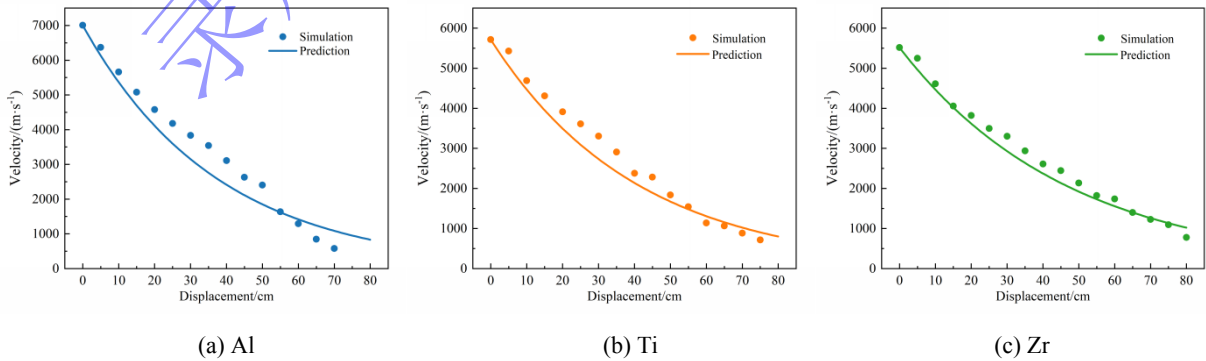 Velocity/(m·s⁻¹)
7000
6000
5000
4000
3000
2000
1000
0
Simulation
Prediction
0 10 20 30 40 50 60 70 80
Displacement/cm
(a) Al
Velocity/(m·s⁻¹)
6000
5000
4000
3000
2000
1000
0
Simulation
Prediction
0 10 20 30 40 50 60 70 80
Displacement/cm
(b) Ti
Velocity/(m·s⁻¹)
6000
5000
4000
3000
2000
1000
0
Simulation
Prediction
0 10 20 30 40 50 60 70 80
Displacement/cm
(c) Zr